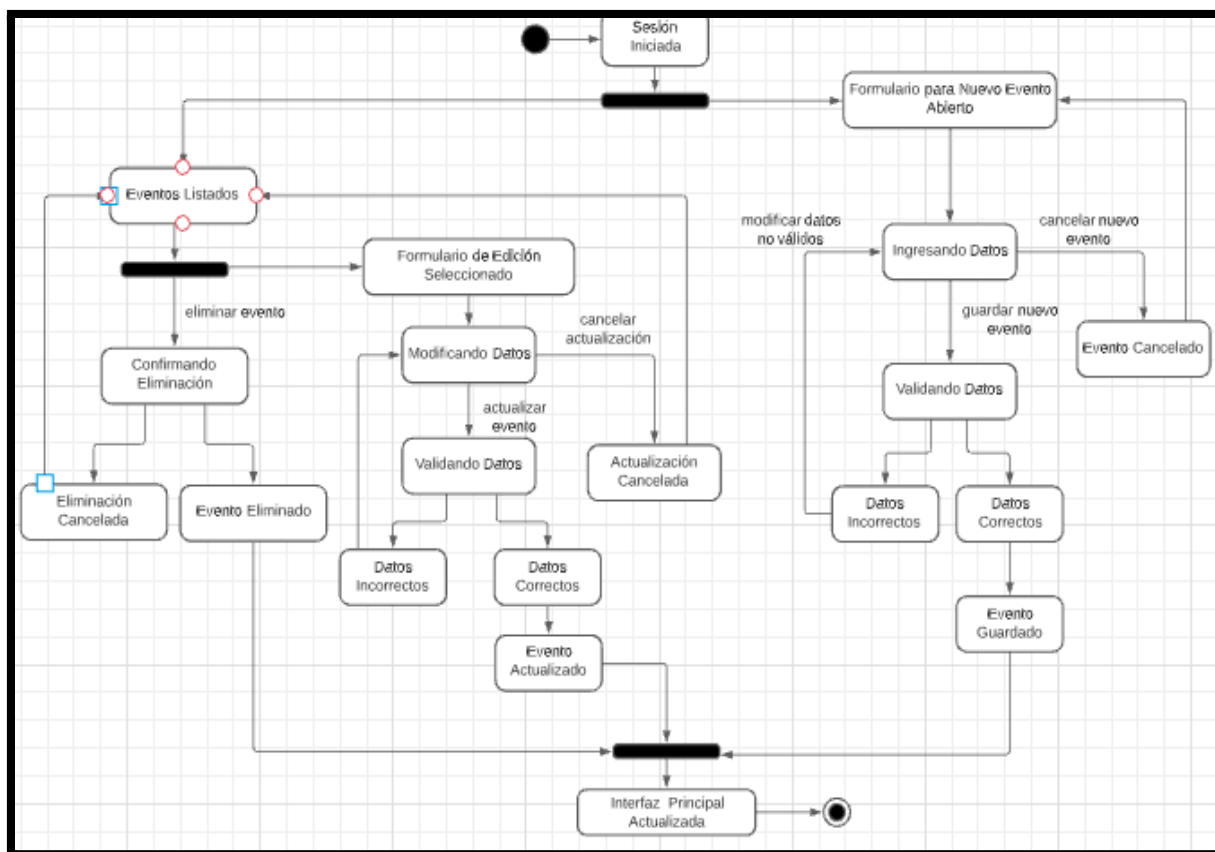 Sesión
Iniciada
Formulario para Nuevo Evento
Abierto
Eventos Listados
modificar datos
no válidos
cancelar nuevo
evento
Ingresando Datos
Formulario de Edición
Seleccionado
eliminar evento
cancelar
actualización
guardar nuevo
evento
Modificando Datos
Evento Cancelado
Confirmando
Eliminación
Validando Datos
actualizar
evento
Validando Datos
Actualización
Cancelada
Eliminación
Cancelada
Evento Eliminado
Datos
Incorrectos
Datos
Correctos
Datos
Incorrectos
Datos
Correctos
Evento
Guardado
Evento
Actualizado
Interfaz Principal
Actualizada